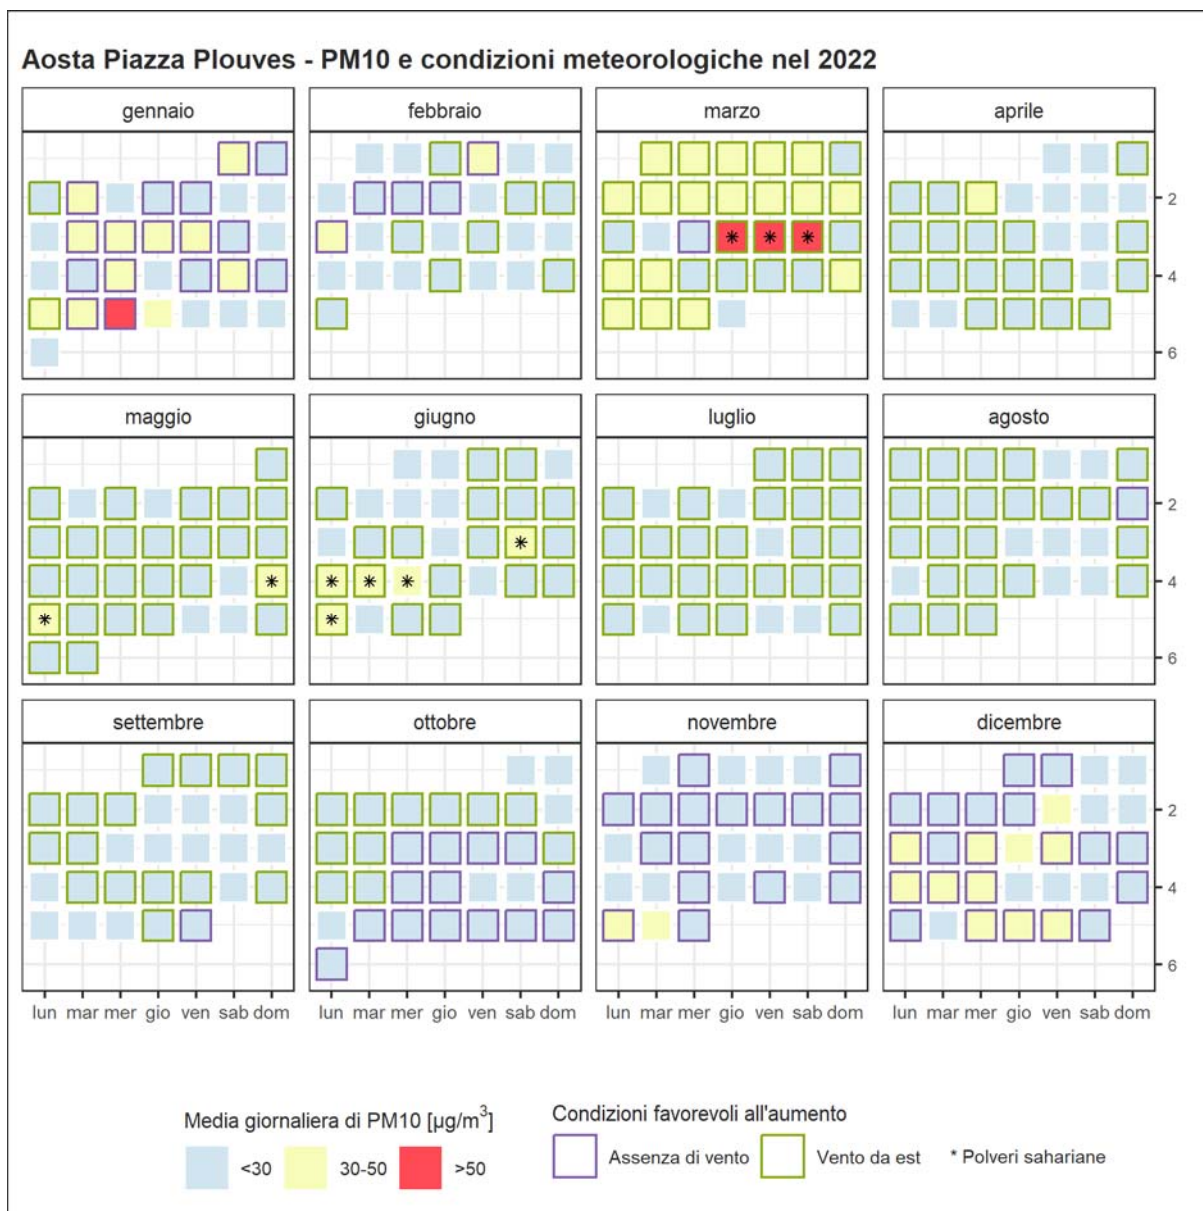 Aosta Piazza Plouves - PM10 e condizioni meteorologiche nel 2022
gennaio febbraio marzo aprile
2
* * *
4
6
maggio giugno luglio agosto
2
*
* * * * 4
* *
6
settembre ottobre novembre dicembre
2
4
6
lun mar mer gio ven sab dom lun mar mer gio ven sab dom lun mar mer gio ven sab dom lun mar mer gio ven sab dom
Media giornaliera di PM10 [µg/m³]
<30 30-50 >50
Condizioni favorevoli all'aumento
Assenza di vento Vento da est * Polveri sahariane